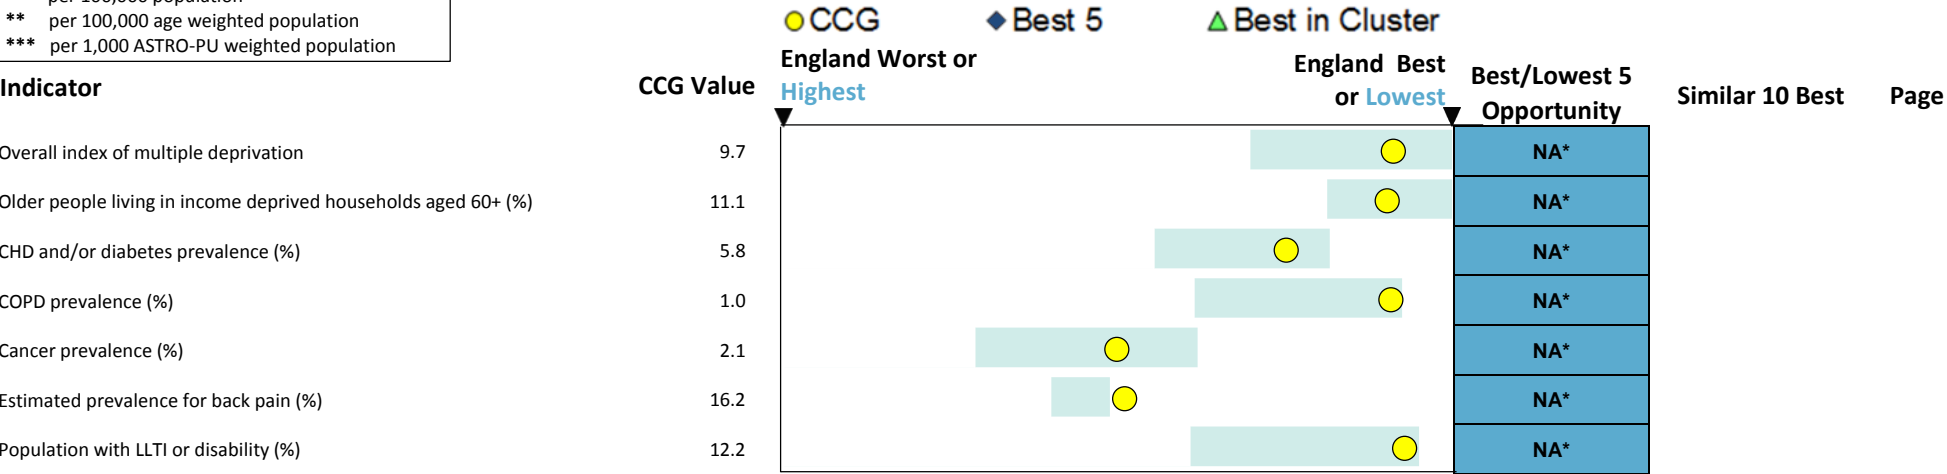 per 100,000 population
** per 100,000 age weighted population
*** per 1,000 ASTRO-PU weighted population
CCG Best 5 Best in Cluster
Indicator CCG Value England Worst or Highest England Best or Lowest Best/Lowest 5 Opportunity Similar 10 Best Page
Overall index of multiple deprivation 9.7 NA*
Older people living in income deprived households aged 60+ (%) 11.1 NA*
CHD and/or diabetes prevalence (%) 5.8 NA*
COPD prevalence (%) 1.0 NA*
Cancer prevalence (%) 2.1 NA*
Estimated prevalence for back pain (%) 16.2 NA*
Population with LLTI or disability (%) 12.2 NA*